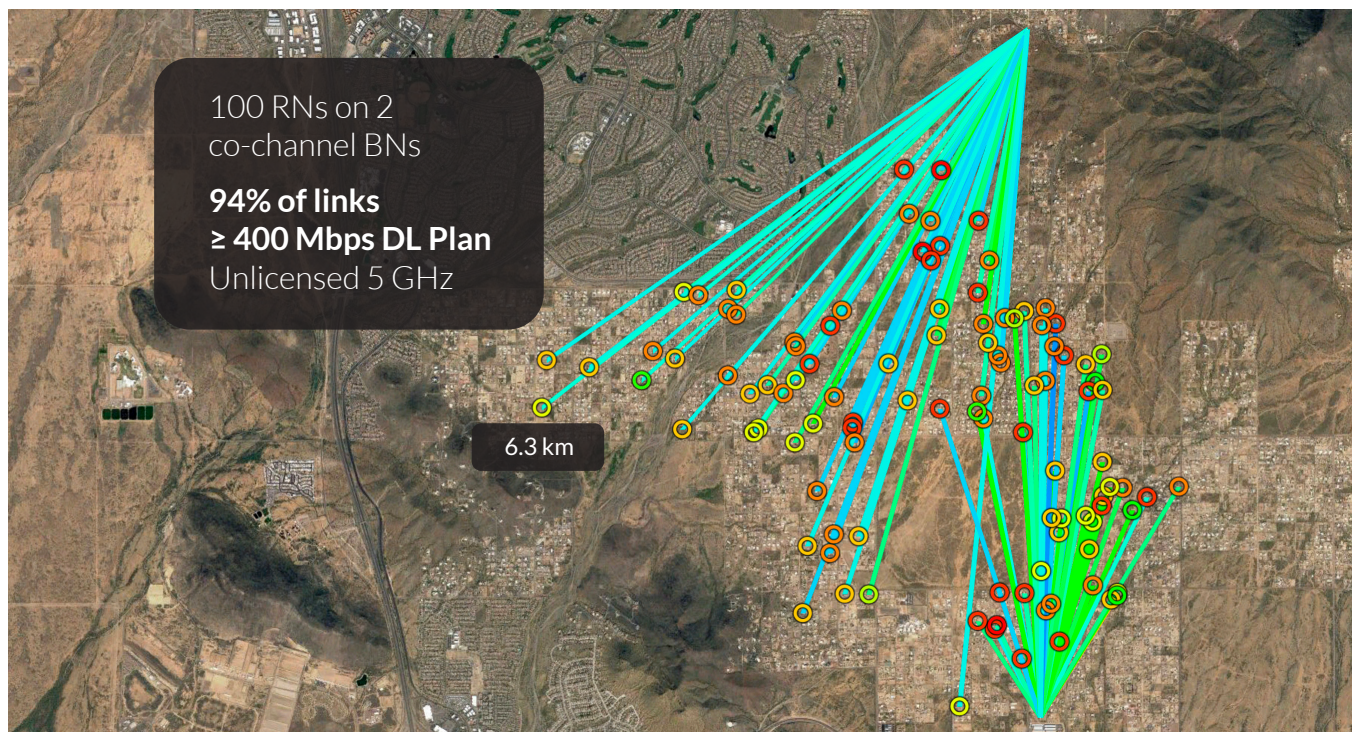 100 RNs on 2
co-channel BNs
94% of links
≥ 400 Mbps DL Plan
Unlicensed 5 GHz
6.3 km